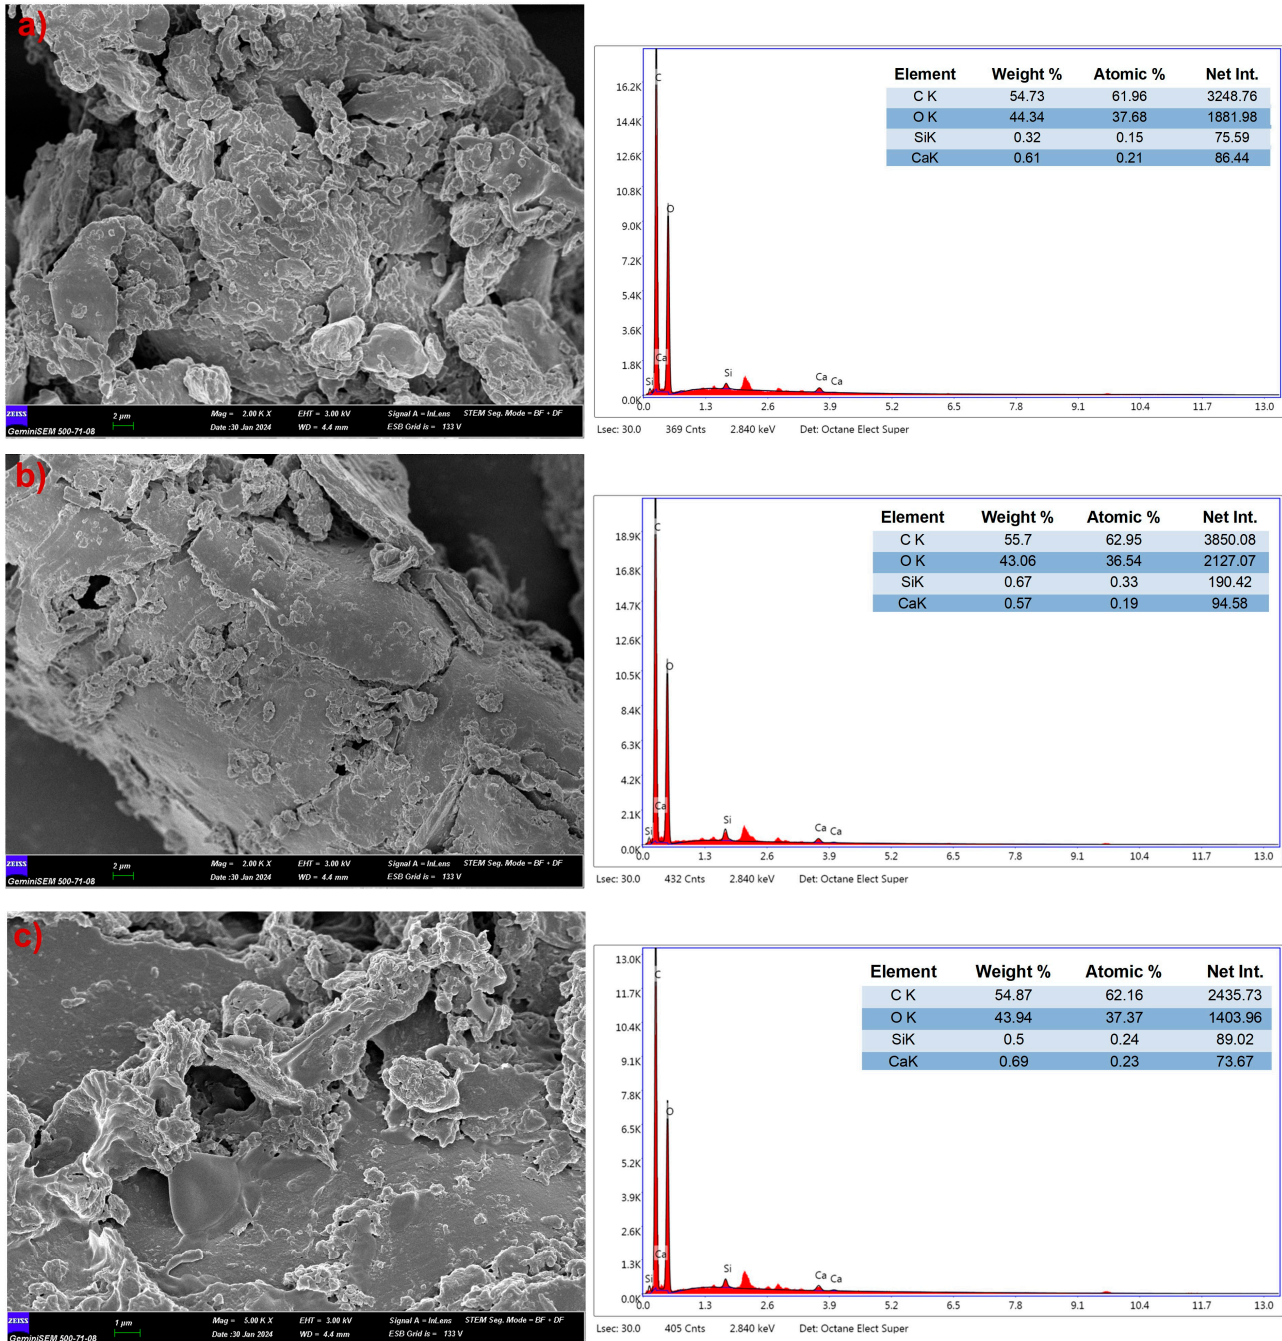 a)
ZEISS
2 µm
Mag = 2.00 K X EHT = 3.00 kV Signal A = InLens STEM Seg. Mode = BF + DF
GeminiSEM 500-71-08 Date :30 Jan 2024 WD = 4.4 mm ESB Grid is = 133 V
Element Weight % Atomic % Net Int.
C K 54.73 61.96 3248.76
O K 44.34 37.68 1881.98
SiK 0.32 0.15 75.59
CaK 0.61 0.21 86.44
C
O
Ca
Si
Si
Ca Ca
16.2K
14.4K
12.6K
10.8K
9.0K
7.2K
5.4K
3.6K
1.8K
0.0K
0.0 1.3 2.6 3.9 5.2 6.5 7.8 9.1 10.4 11.7 13.0
Lsec: 30.0 369 Cnts 2.840 keV Det: Octane Elect Super
b)
ZEISS
2 µm
Mag = 2.00 K X EHT = 3.00 kV Signal A = InLens STEM Seg. Mode = BF + DF
GeminiSEM 500-71-08 Date :30 Jan 2024 WD = 4.4 mm ESB Grid is = 133 V
Element Weight % Atomic % Net Int.
C K 55.7 62.95 3850.08
O K 43.06 36.54 2127.07
SiK 0.67 0.33 190.42
CaK 0.57 0.19 94.58
C
O
Ca
Si
Si
Ca Ca
18.9K
16.8K
14.7K
12.6K
10.5K
8.4K
6.3K
4.2K
2.1K
0.0K
0.0 1.3 2.6 3.9 5.2 6.5 7.8 9.1 10.4 11.7 13.0
Lsec: 30.0 432 Cnts 2.840 keV Det: Octane Elect Super
c)
ZEISS
1 µm
Mag = 5.00 K X EHT = 3.00 kV Signal A = InLens STEM Seg. Mode = BF + DF
GeminiSEM 500-71-08 Date :30 Jan 2024 WD = 4.4 mm ESB Grid is = 133 V
Element Weight % Atomic % Net Int.
C K 54.87 62.16 2435.73
O K 43.94 37.37 1403.96
SiK 0.5 0.24 89.02
CaK 0.69 0.23 73.67
C
O
Ca
Si
Si
Ca Ca
13.0K
11.7K
10.4K
9.1K
7.8K
6.5K
5.2K
3.9K
2.6K
1.3K
0.0K
0.0 1.3 2.6 3.9 5.2 6.5 7.8 9.1 10.4 11.7 13.0
Lsec: 30.0 405 Cnts 2.840 keV Det: Octane Elect Super